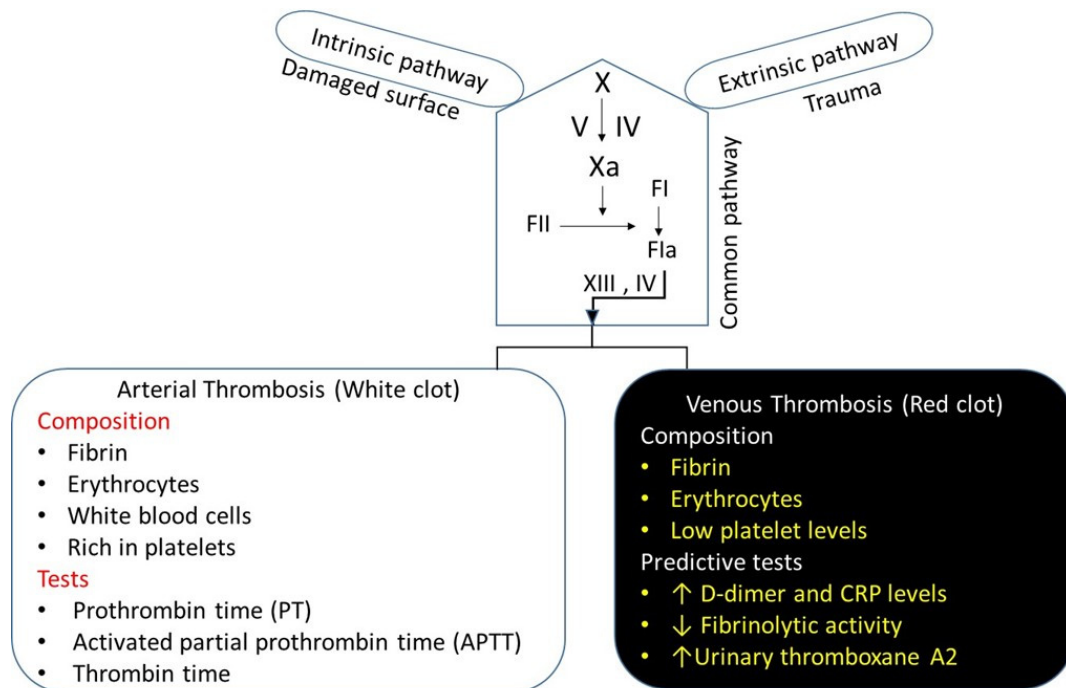 Intrinsic pathway
Damaged surface
Extrinsic pathway
Trauma
Common pathway
X
V IV
Xa
FI
FII
FIa
XIII , IV
Arterial Thrombosis (White clot)
Composition
• Fibrin
• Erythrocytes
• White blood cells
• Rich in platelets
Tests
• Prothrombin time (PT)
• Activated partial prothrombin time (APTT)
• Thrombin time
Venous Thrombosis (Red clot)
Composition
• Fibrin
• Erythrocytes
• Low platelet levels
Predictive tests
• ↑ D-dimer and CRP levels
• ↓ Fibrinolytic activity
• ↑Urinary thromboxane A2